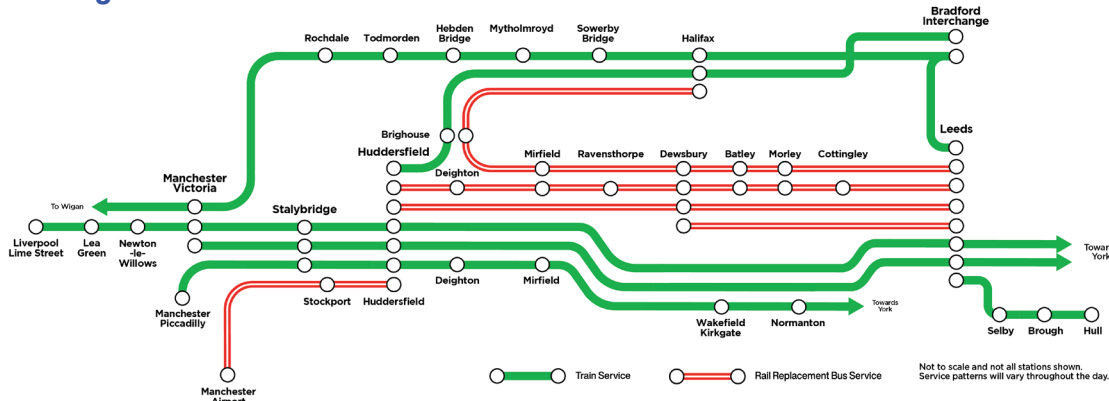 Bradford
Interchange
Rochdale
Todmorden
Hebden
Bridge
Mytholmroyd
Sowerby
Bridge
Halifax
Brighouse
Leeds
Huddersfield
Deighton
Mirfield
Ravensthorpe
Dewsbury
Batley
Morley
Cottingley
Manchester
Victoria
To Wigan
Stalybridge
Liverpool
Lime Street
Lea
Green
Newton
-le-
Willows
Towar
York
Manchester
Piccadilly
Stockport
Huddersfield
Deighton
Mirfield
Wakefield
Kirkgate
Normanton
Towards
York
Selby
Brough
Hull
Manchester
Train Service
Rail Replacement Bus Service
Not to scale and not all stations shown.
Service patterns will vary throughout the day.